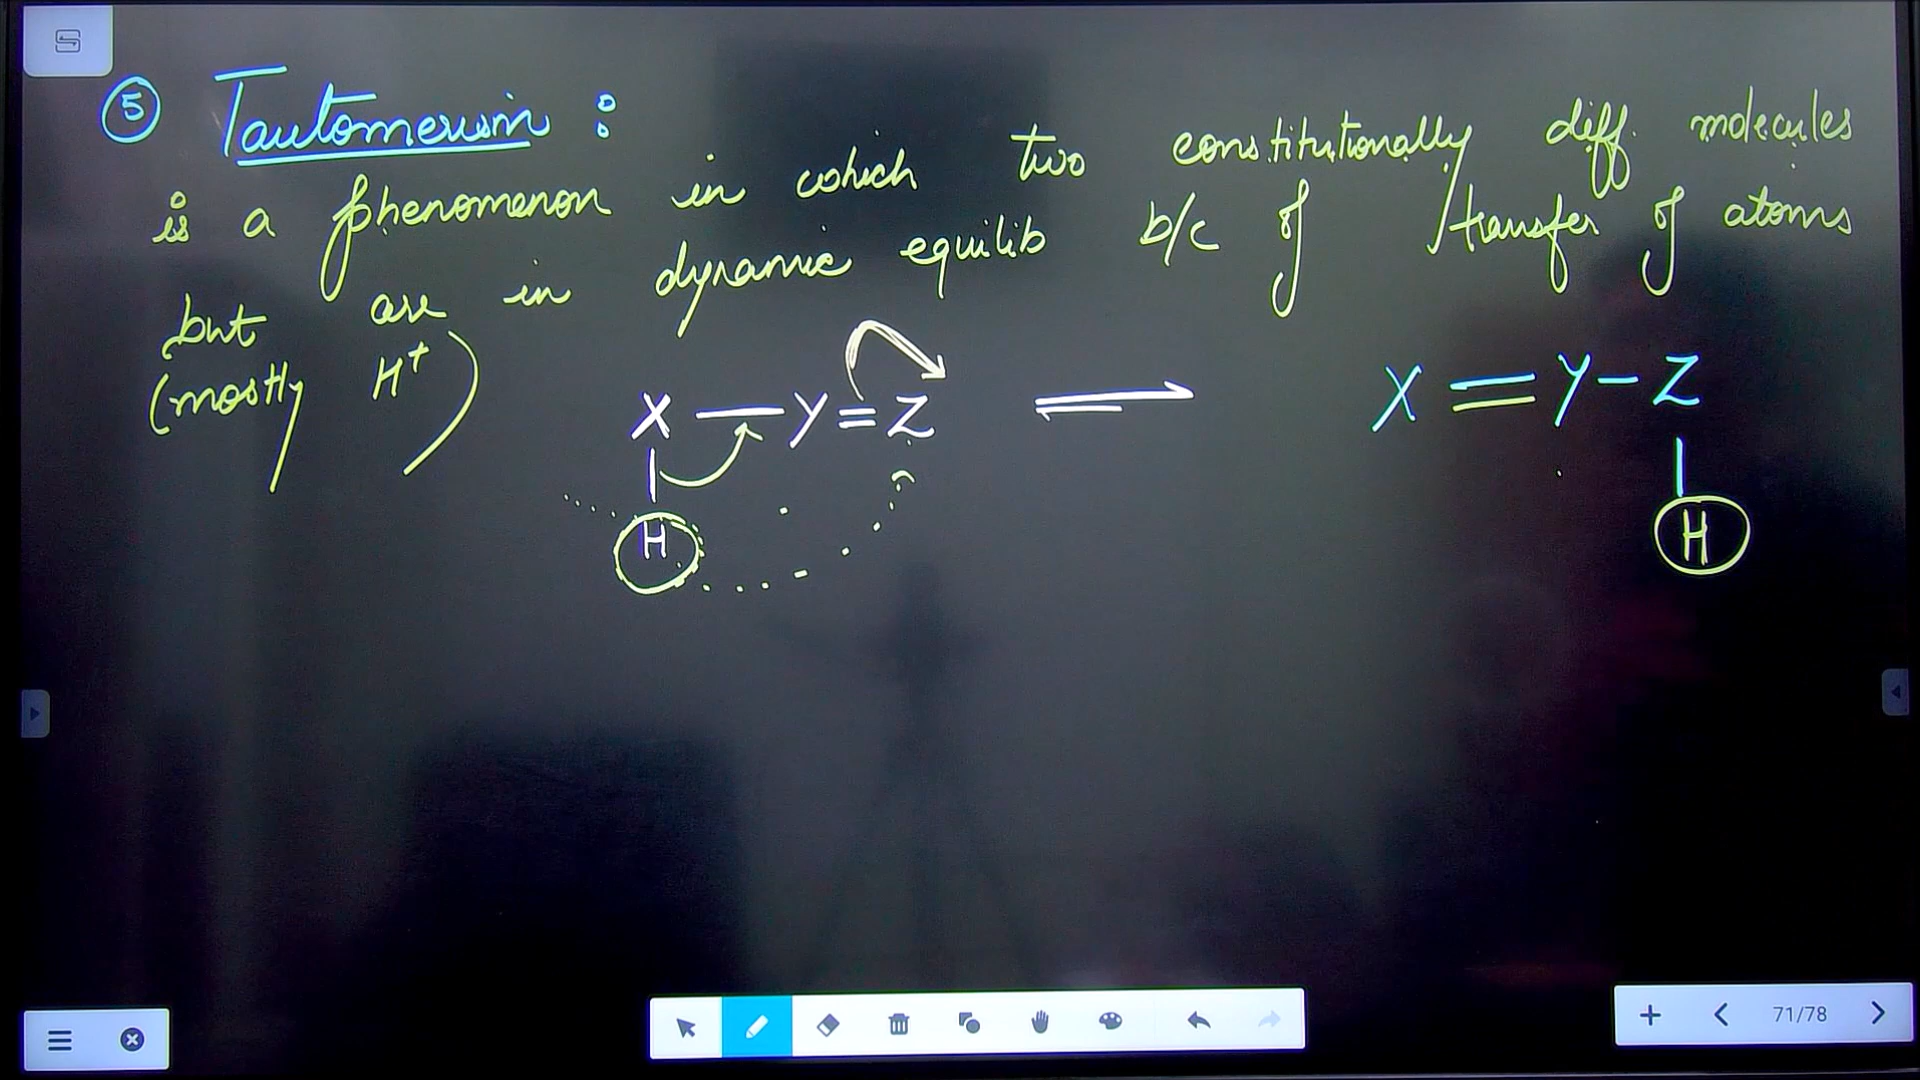 ⑤ Tautomerism :
is a phenomenon in which two constitutionally diff. molecules
but are in dynamic equilib b/c of transfer of atoms
(mostly H⁺)
X — Y = Z ⇌ X = Y - Z
| |
H H
71/78